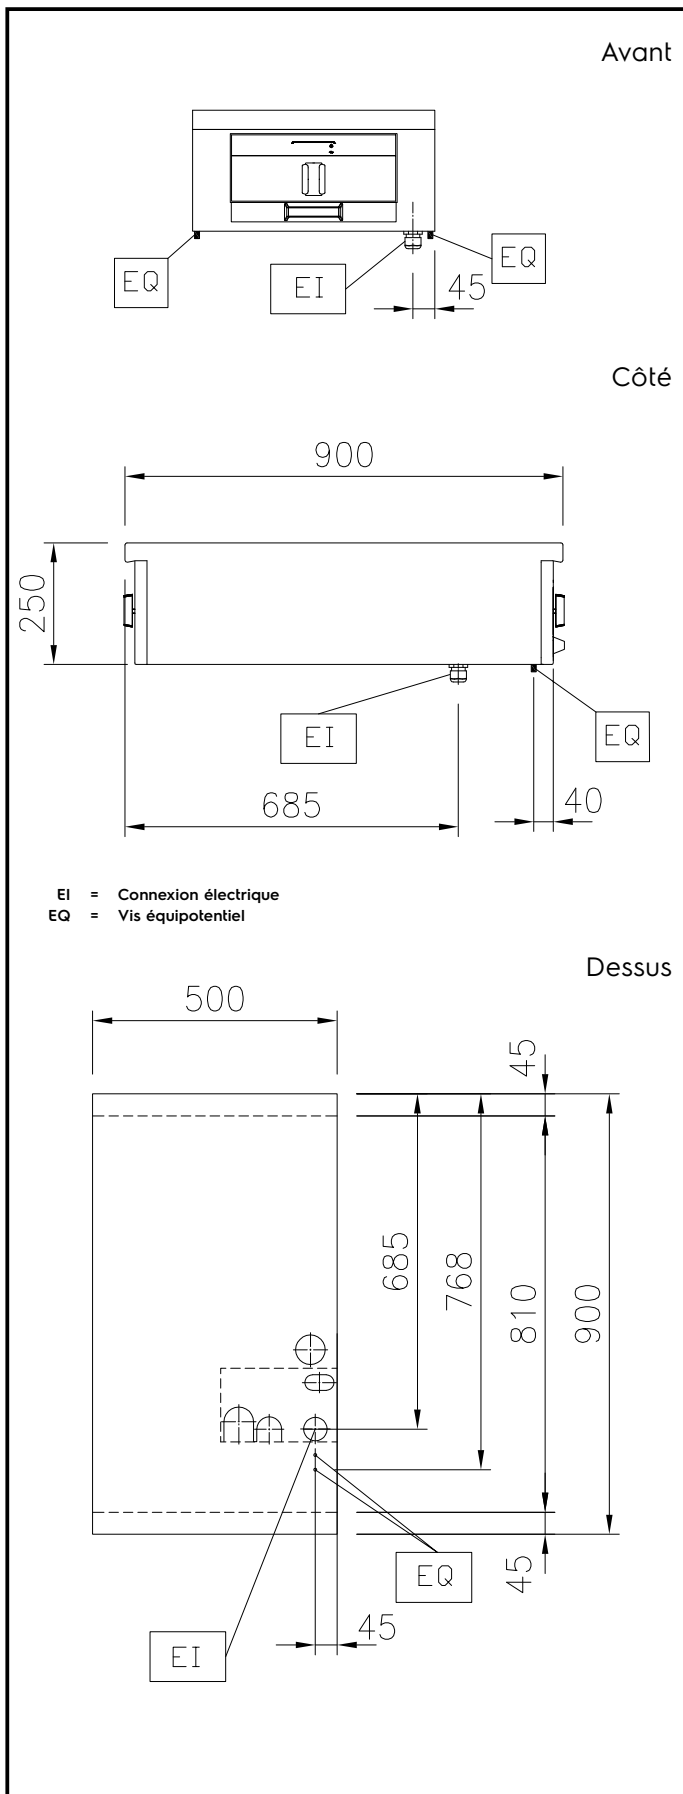 Avant
EQ
EI
EQ
45
Côté
900
250
EI
EQ
685
40
EI = Connexion électrique
EQ = Vis équipotentiel
Dessus
500
45
685
768
810
900
45
EQ
45
EI